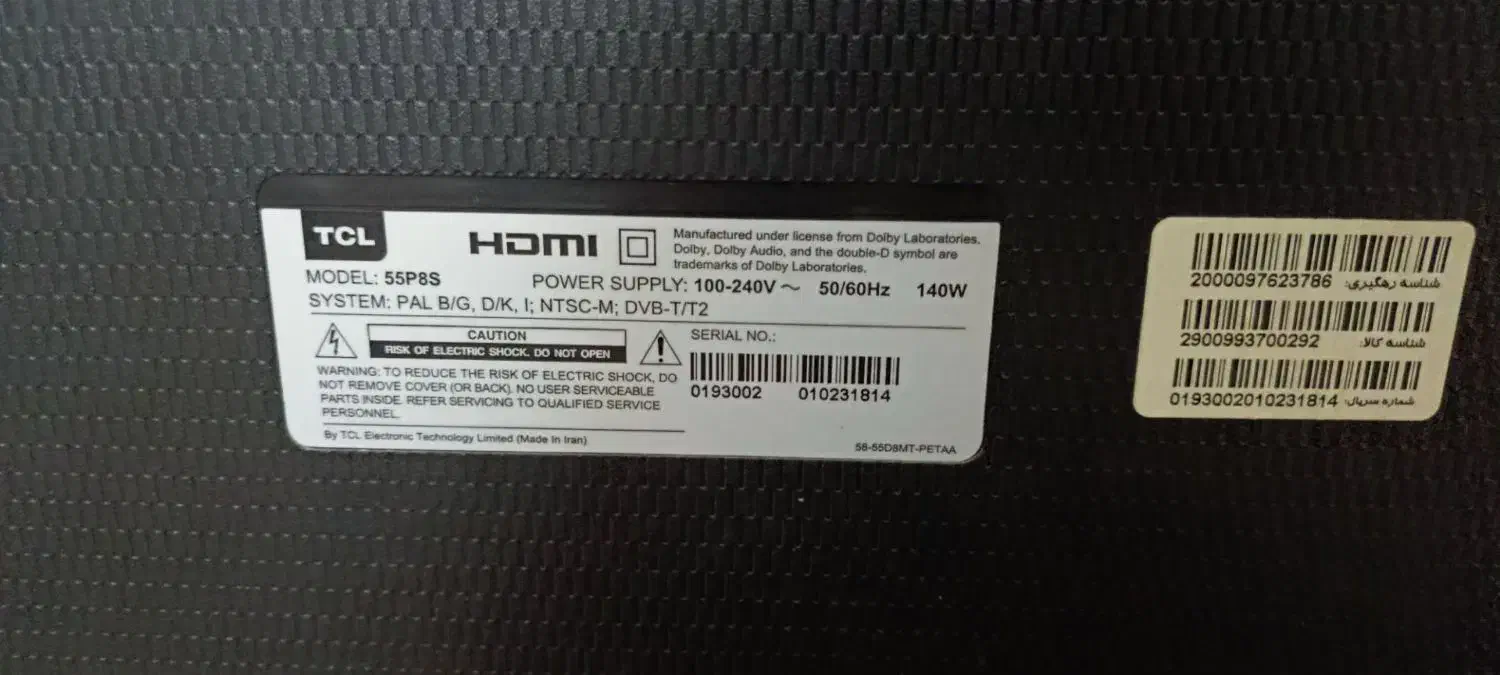 TCL
HDMI
Manufactured under license from Dolby Laboratories.
Dolby, Dolby Audio, and the double-D symbol are
trademarks of Dolby Laboratories.
MODEL: 55P8S
POWER SUPPLY: 100-240V ~ 50/60Hz 140W
SYSTEM: PAL B/G, D/K, I; NTSC-M; DVB-T/T2
CAUTION
RISK OF ELECTRIC SHOCK. DO NOT OPEN
WARNING: TO REDUCE THE RISK OF ELECTRIC SHOCK, DO
NOT REMOVE COVER (OR BACK). NO USER SERVICEABLE
PARTS INSIDE. REFER SERVICING TO QUALIFIED SERVICE
PERSONNEL.
SERIAL NO.:
0193002 010231814
By TCL Electronic Technology Limited (Made In Iran)
58-55D8MT-PETAA
شناسه رهگیری: 2000097623786
شناسه کالا: 2900993700292
شماره سریال: 0193002010231814